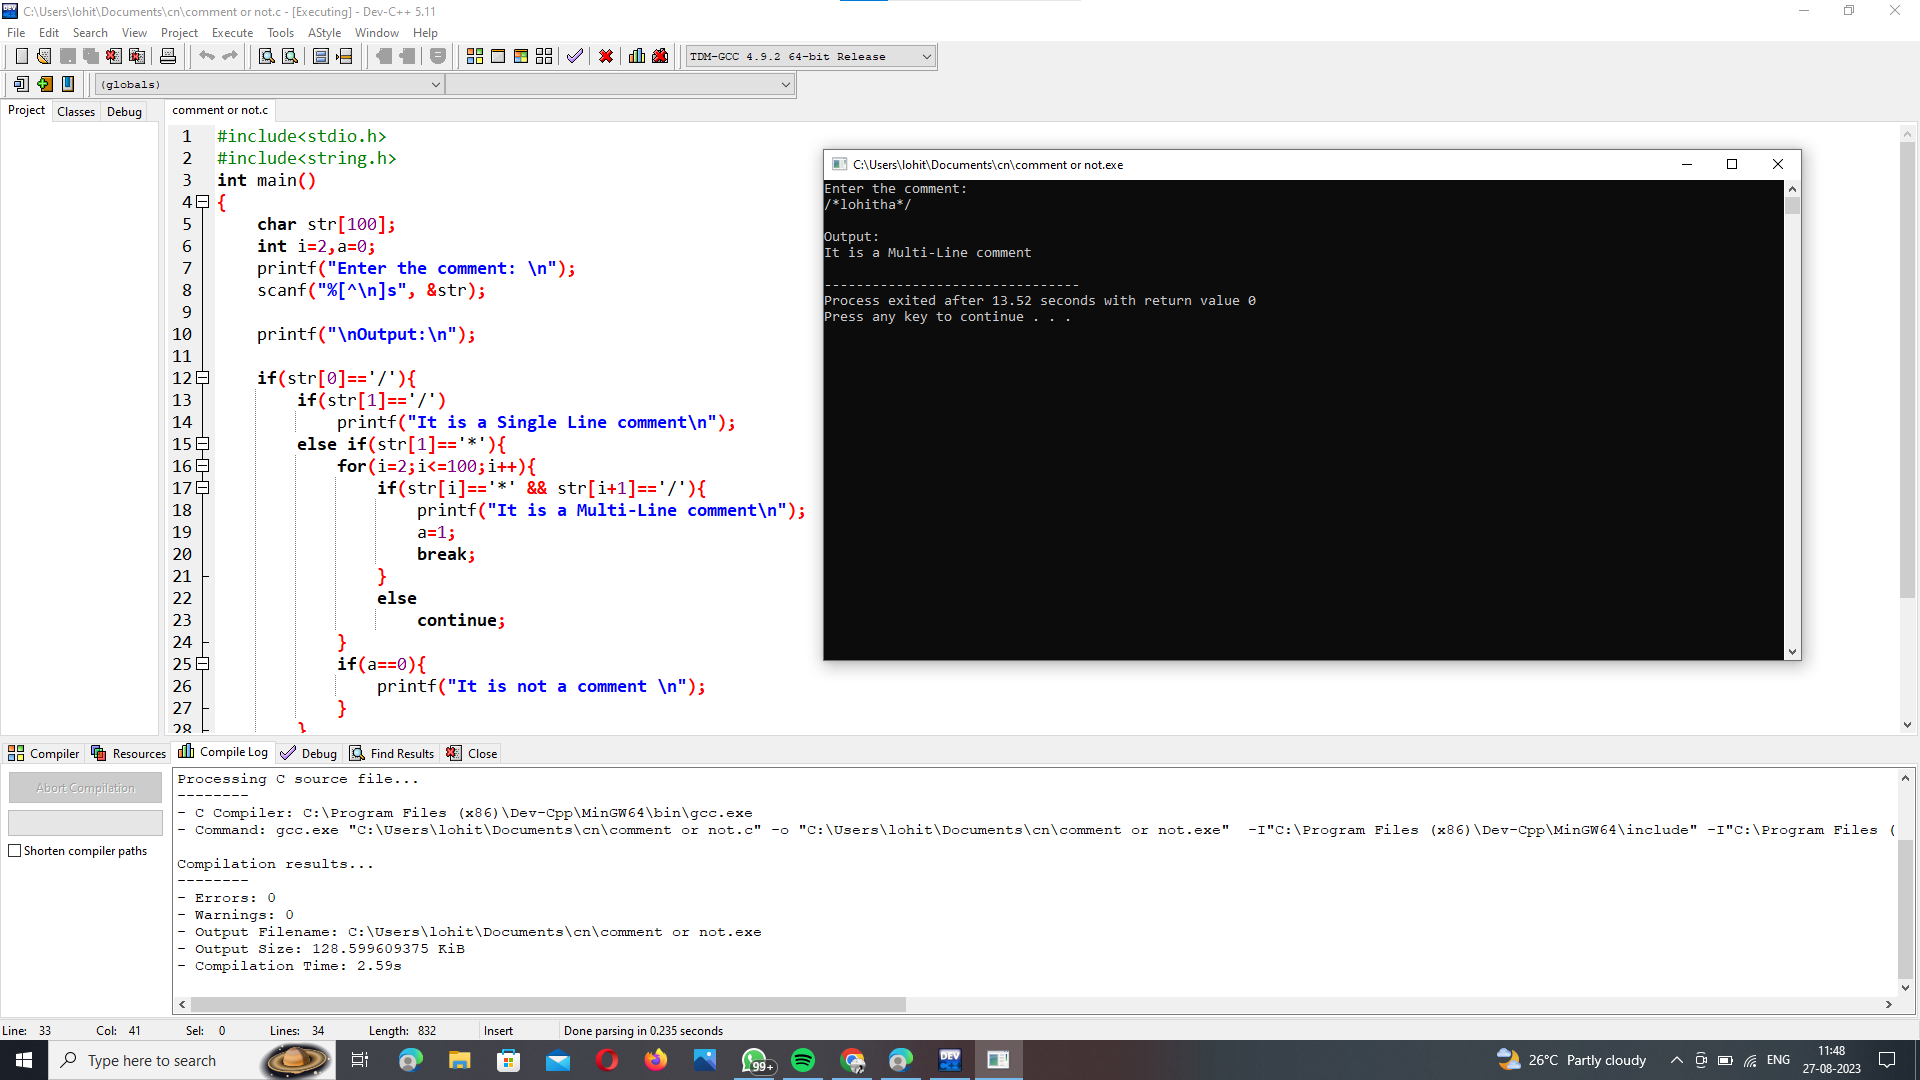 C:\Users\lohit\Documents\cn\comment or not.c - [Executing] - Dev-C++ 5.11
File Edit Search View Project Execute Tools AStyle Window Help
TDM-GCC 4.9.2 64-bit Release
(globals)
Project Classes Debug
comment or not.c
1 #include<stdio.h>
2 #include<string.h>
3 int main()
4 {
5 char str[100];
6 int i=2,a=0;
7 printf("Enter the comment: \n");
8 scanf("%[^\n]s", &str);
9
10 printf("\nOutput:\n");
11
12 if(str[0]=='/'){
13 if(str[1]=='/')
14 printf("It is a Single Line comment\n");
15 else if(str[1]=='*'){
16 for(i=2;i<=100;i++){
17 if(str[i]=='*' && str[i+1]=='/'){
18 printf("It is a Multi-Line comment\n");
19 a=1;
20 break;
21 }
22 else
23 continue;
24 }
25 if(a==0){
26 printf("It is not a comment \n");
27 }
28 }
C:\Users\lohit\Documents\cn\comment or not.exe
Enter the comment:
/*lohitha*/
Output:
It is a Multi-Line comment
--------------------------------
Process exited after 13.52 seconds with return value 0
Press any key to continue . . .
Compiler Resources Compile Log Debug Find Results Close
Abort Compilation
Shorten compiler paths
Processing C source file...
--------
- C Compiler: C:\Program Files (x86)\Dev-Cpp\MinGW64\bin\gcc.exe
- Command: gcc.exe "C:\Users\lohit\Documents\cn\comment or not.c" -o "C:\Users\lohit\Documents\cn\comment or not.exe" -I"C:\Program Files (x86)\Dev-Cpp\MinGW64\include" -I"C:\Program Files (
Compilation results...
--------
- Errors: 0
- Warnings: 0
- Output Filename: C:\Users\lohit\Documents\cn\comment or not.exe
- Output Size: 128.599609375 KiB
- Compilation Time: 2.59s
Line: 33 Col: 41 Sel: 0 Lines: 34 Length: 832 Insert Done parsing in 0.235 seconds
Type here to search
99+
DEV
26°C Partly cloudy
ENG
11:48
27-08-2023